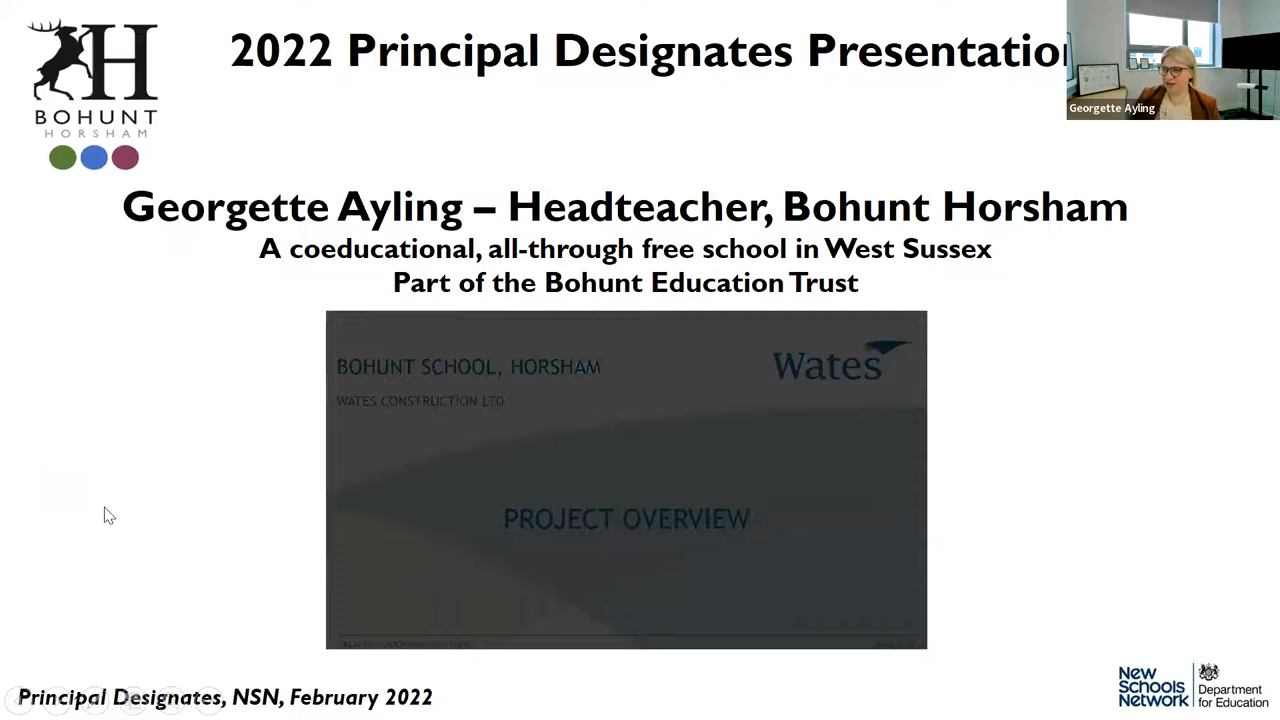 H
BOHUNT
HORSHAM
2022 Principal Designates Presentation
Georgette Ayling
Georgette Ayling – Headteacher, Bohunt Horsham
A coeducational, all-through free school in West Sussex
Part of the Bohunt Education Trust
BOHUNT SCHOOL, HORSHAM
Wates
WATES CONSTRUCTION LTD
PROJECT OVERVIEW
Principal Designates, NSN, February 2022
New
Schools
Network
Department
for Education